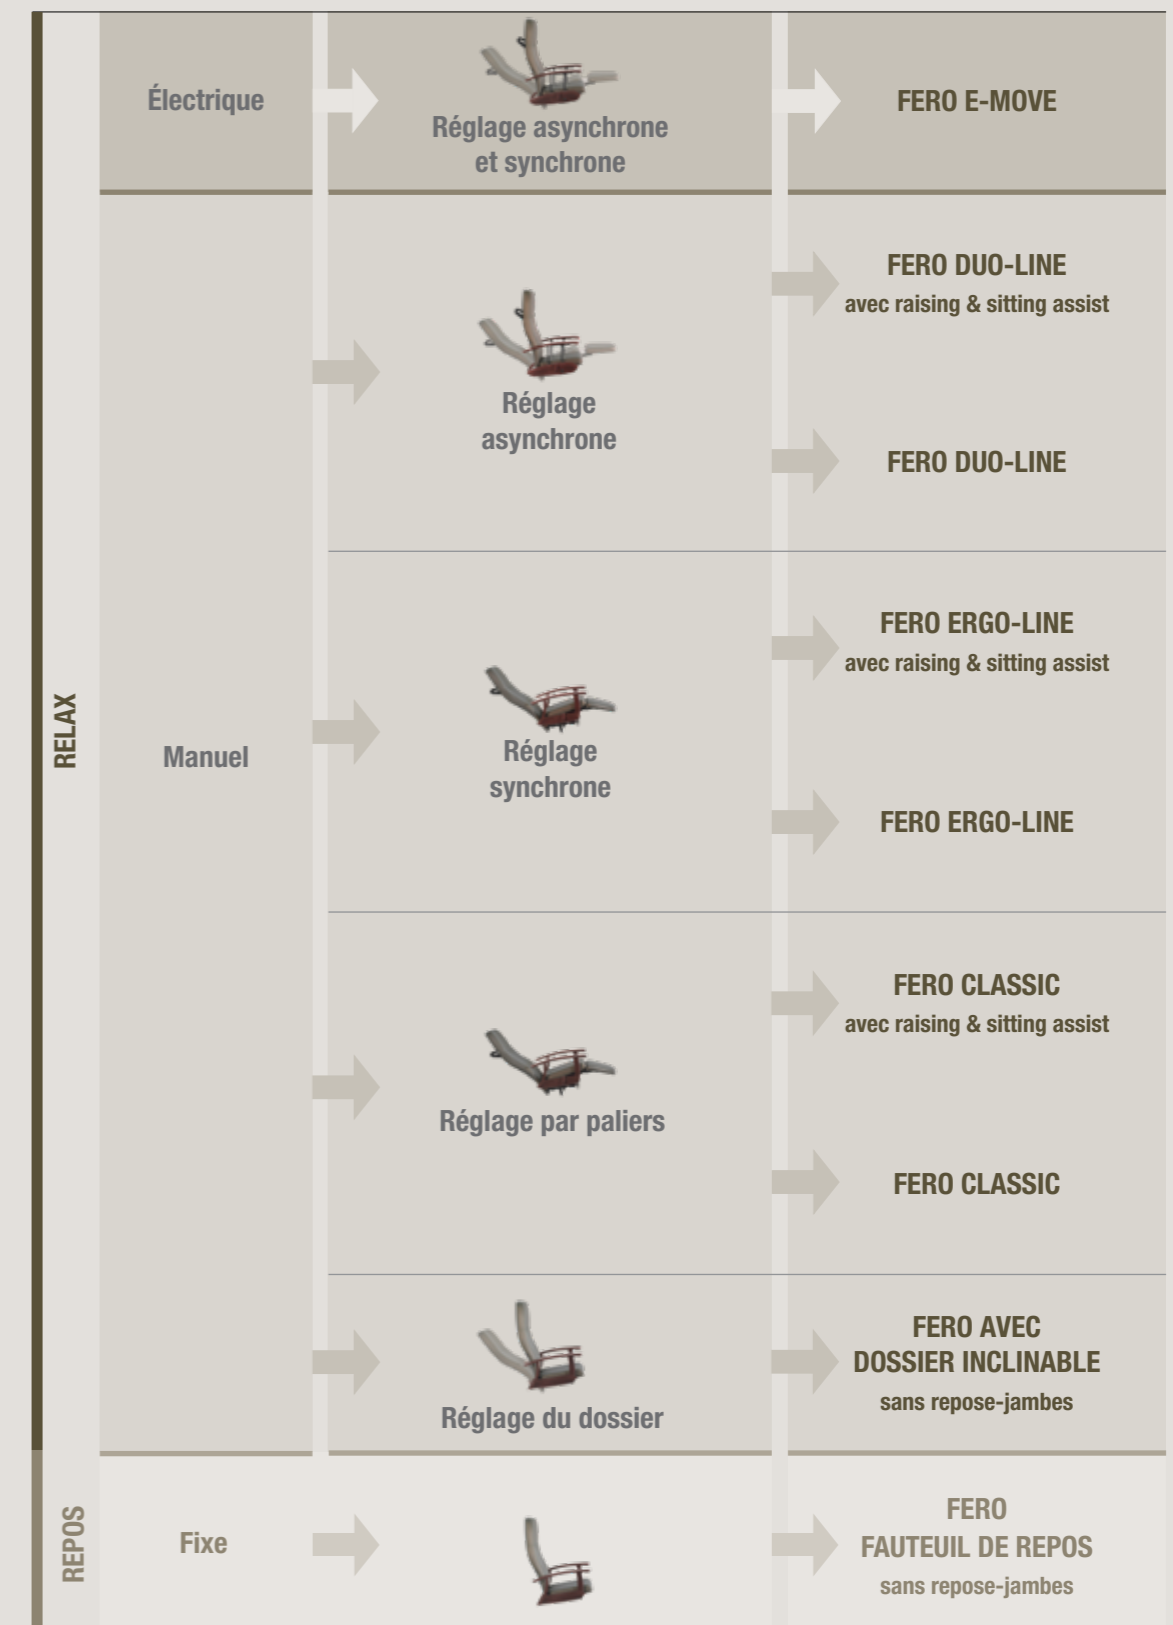 RELAX
Électrique
Réglage asynchrone
et synchrone
FERO E-MOVE
Manuel
Réglage
asynchrone
FERO DUO-LINE
avec raising & sitting assist
FERO DUO-LINE
Réglage
synchrone
FERO ERGO-LINE
avec raising & sitting assist
FERO ERGO-LINE
Réglage par paliers
FERO CLASSIC
avec raising & sitting assist
FERO CLASSIC
Réglage du dossier
FERO AVEC
DOSSIER INCLINABLE
sans repose-jambes
REPOS
Fixe
FERO
FAUTEUIL DE REPOS
sans repose-jambes